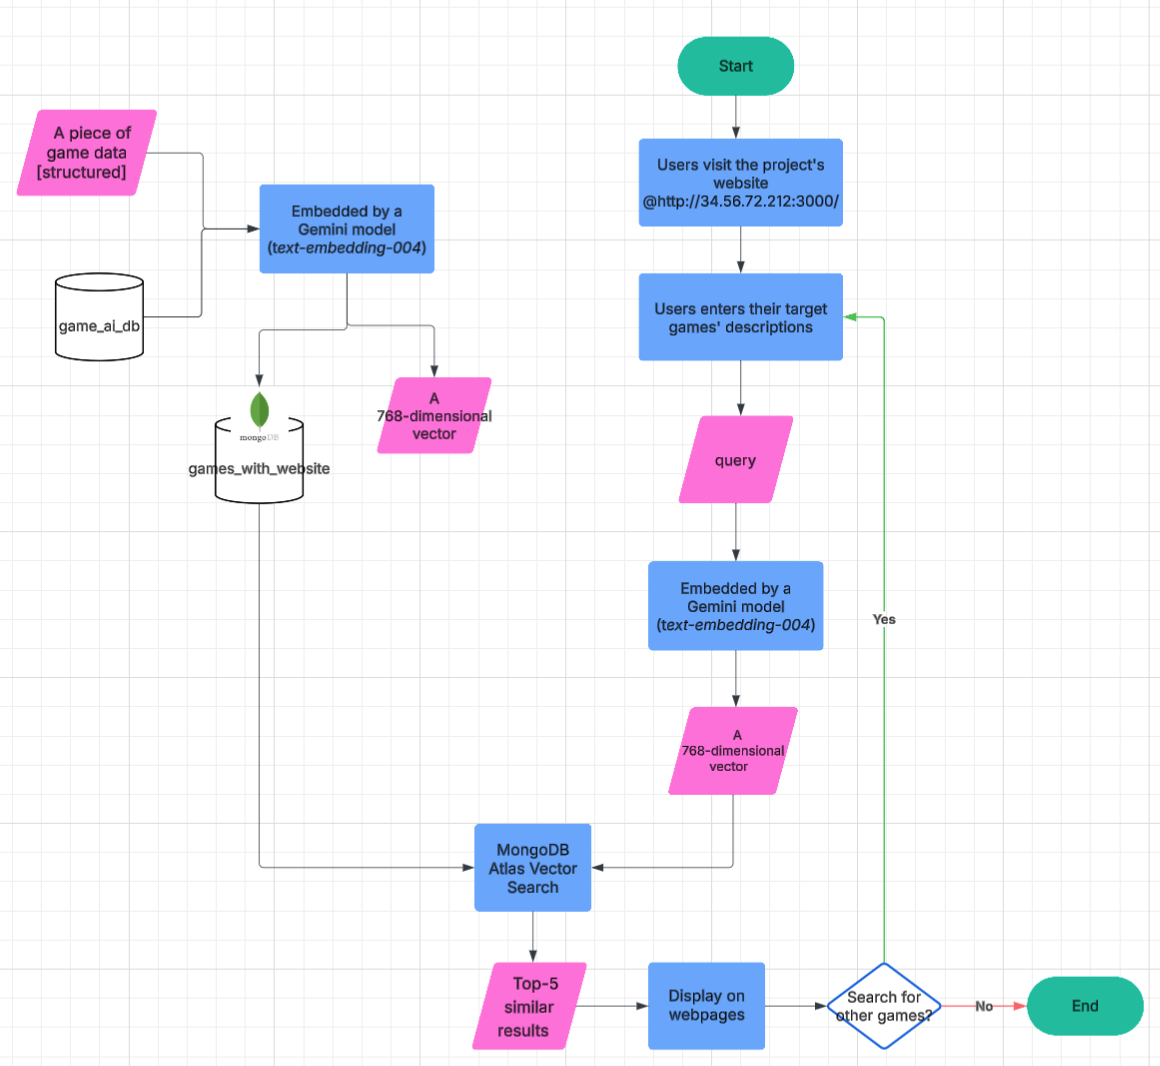 Start
A piece of
game data
[structured]
Users visit the project's
website
@http://34.56.72.212:3000/
Embedded by a
Gemini model
(text-embedding-004)
game_ai_db
Users enters their target
games' descriptions
A
768-dimensional
vector
mongoDB
games_with_website
query
Embedded by a
Gemini model
(text-embedding-004)
Yes
A
768-dimensional
vector
MongoDB
Atlas Vector
Search
Top-5
similar
results
Display on
webpages
Search for
other games?
No
End